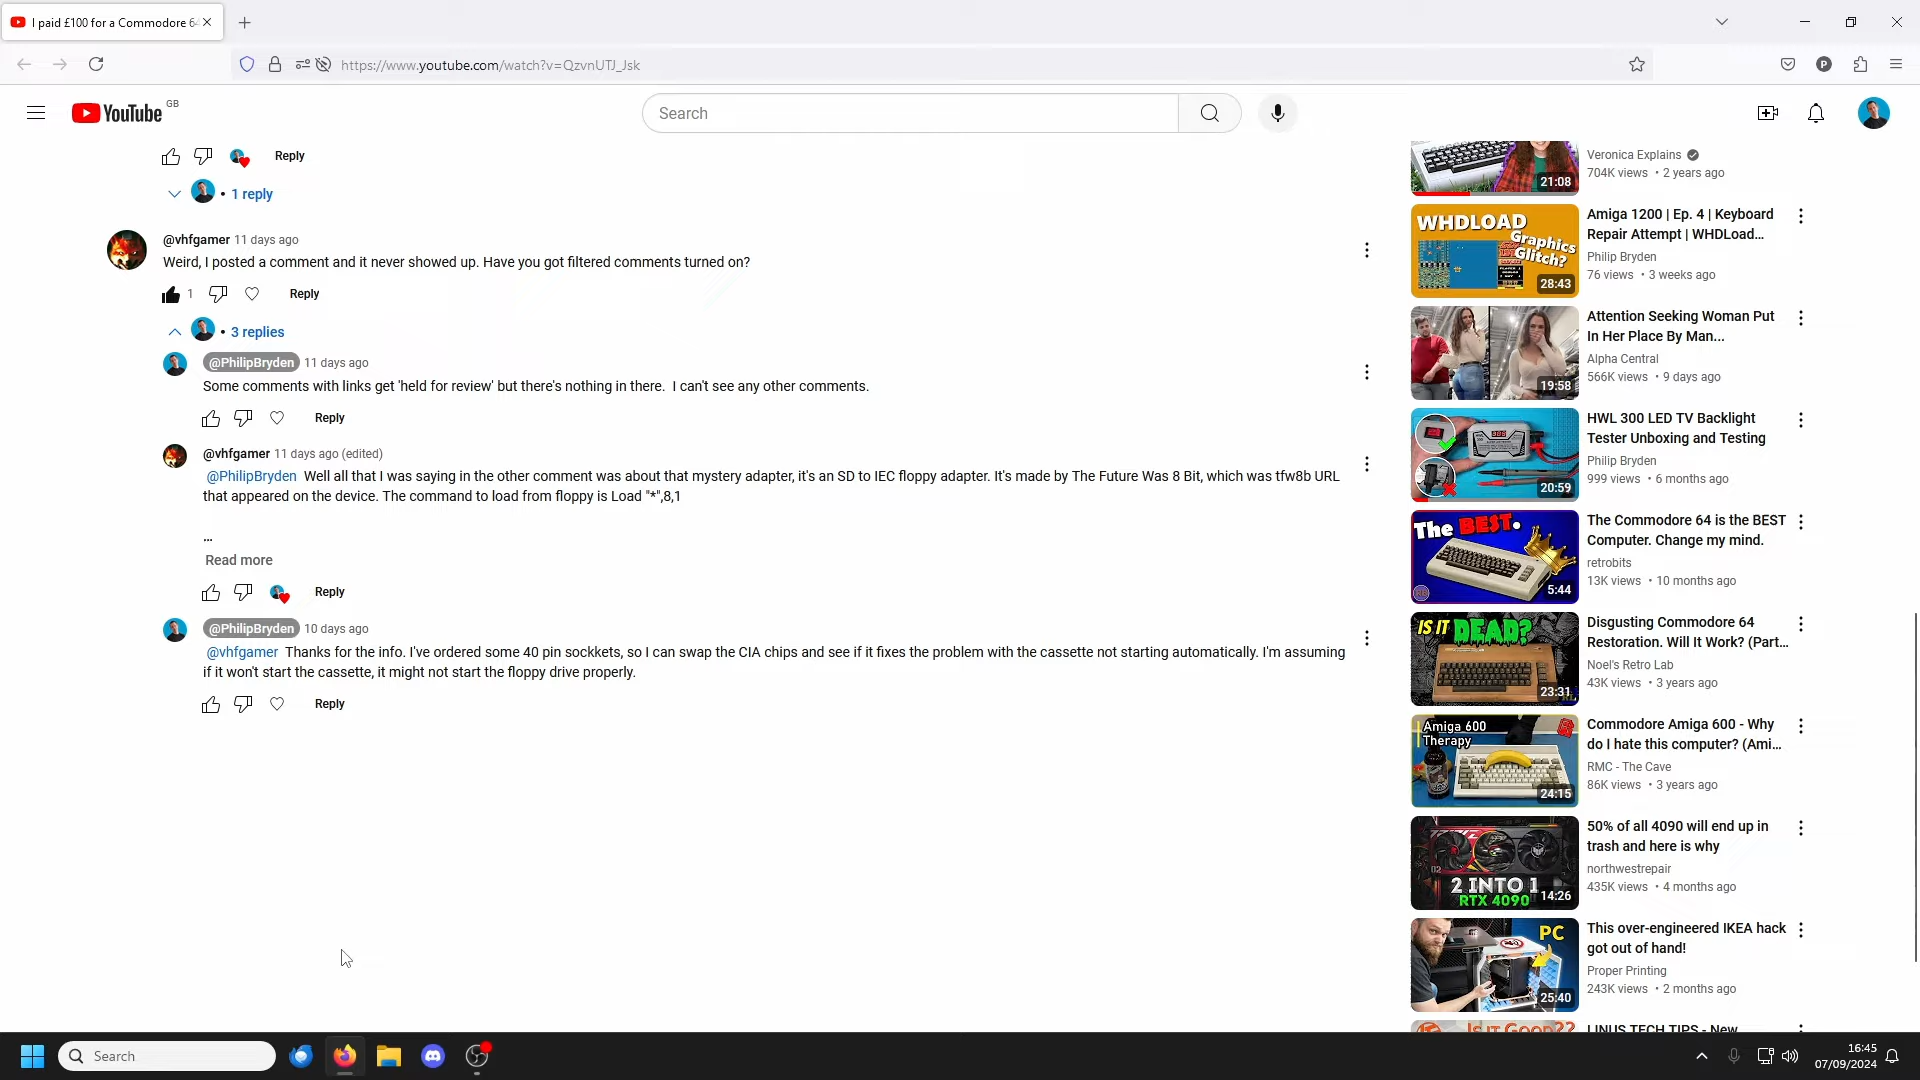 I paid £100 for a Commodore 64
https://www.youtube.com/watch?v=QzvnUTJ_Jsk
P
YouTube GB
Search
Reply
1 reply
@vhfgamer 11 days ago
Weird, I posted a comment and it never showed up. Have you got filtered comments turned on?
1 Reply
3 replies
@PhilipBryden 11 days ago
Some comments with links get 'held for review' but there's nothing in there. I can't see any other comments.
Reply
@vhfgamer 11 days ago (edited)
@PhilipBryden Well all that I was saying in the other comment was about that mystery adapter, it's an SD to IEC floppy adapter. It's made by The Future Was 8 Bit, which was tfw8b URL
that appeared on the device. The command to load from floppy is Load "*",8,1
...
Read more
Reply
@PhilipBryden 10 days ago
@vhfgamer Thanks for the info. I've ordered some 40 pin sockkets, so I can swap the CIA chips and see if it fixes the problem with the cassette not starting automatically. I'm assuming
if it won't start the cassette, it might not start the floppy drive properly.
Reply
21:08
Veronica Explains
704K views • 2 years ago
WHDLOAD
Graphics
Glitch?
28:43
Amiga 1200 | Ep. 4 | Keyboard
Repair Attempt | WHDLoad...
Philip Bryden
76 views • 3 weeks ago
19:58
Attention Seeking Woman Put
In Her Place By Man...
Alpha Central
566K views • 9 days ago
20:59
HWL 300 LED TV Backlight
Tester Unboxing and Testing
Philip Bryden
999 views • 6 months ago
The BEST.
5:44
The Commodore 64 is the BEST
Computer. Change my mind.
retrobits
13K views • 10 months ago
IS IT DEAD?
23:31
Disgusting Commodore 64
Restoration. Will It Work? (Part...
Noel's Retro Lab
43K views • 3 years ago
Amiga 600
Therapy
24:15
Commodore Amiga 600 - Why
do I hate this computer? (Ami...
RMC - The Cave
86K views • 3 years ago
2 INTO 1
RTX 4090
14:26
50% of all 4090 will end up in
trash and here is why
northwestrepair
435K views • 4 months ago
PC
25:40
This over-engineered IKEA hack
got out of hand!
Proper Printing
243K views • 2 months ago
Is IT GOOD??
LINUS TECH TIPS - New
Search
16:45
07/09/2024